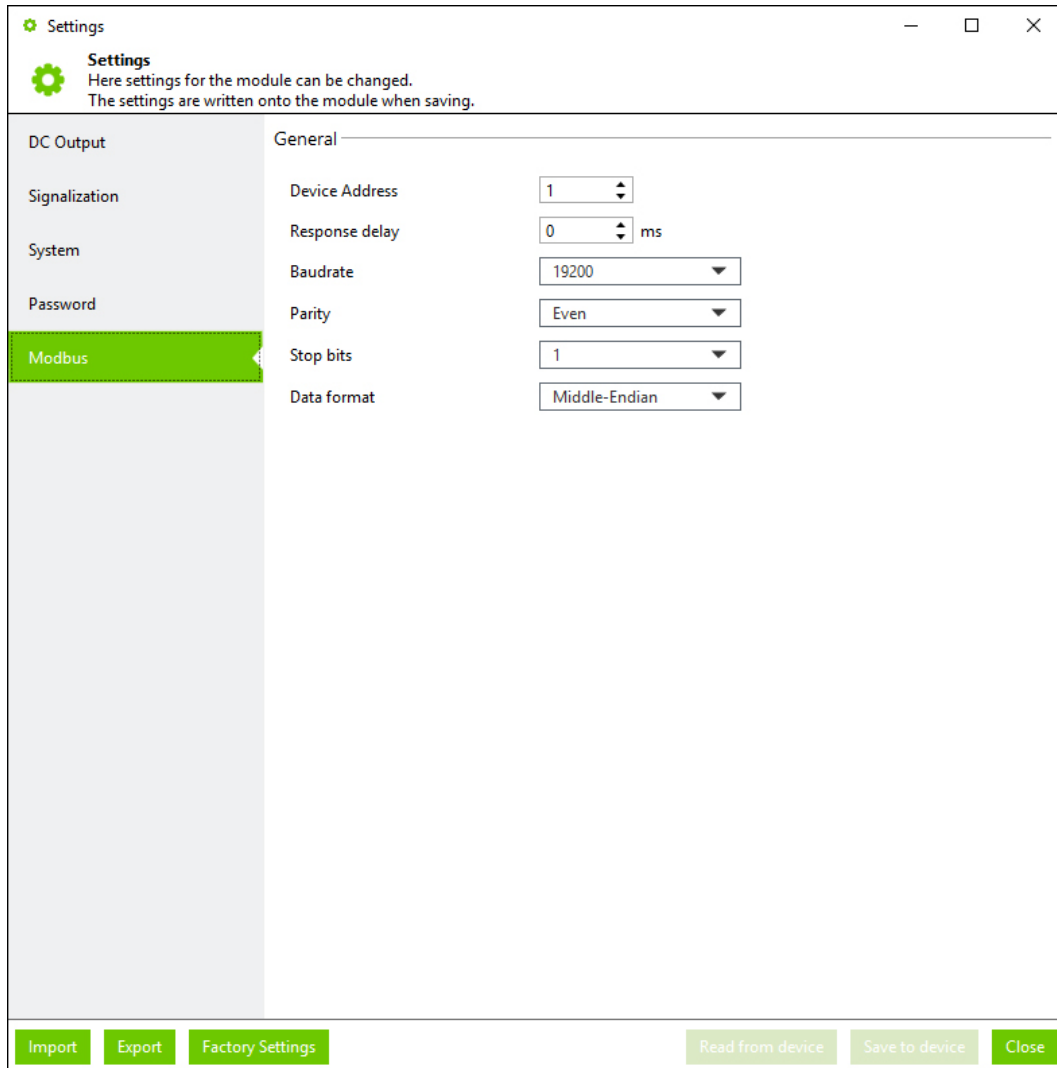 Settings
Settings
Here settings for the module can be changed.
The settings are written onto the module when saving.
DC Output
Signalization
System
Password
Modbus
General
Device Address 1
Response delay 0 ms
Baudrate 19200
Parity Even
Stop bits 1
Data format Middle-Endian
Import Export Factory Settings Read from device Save to device Close